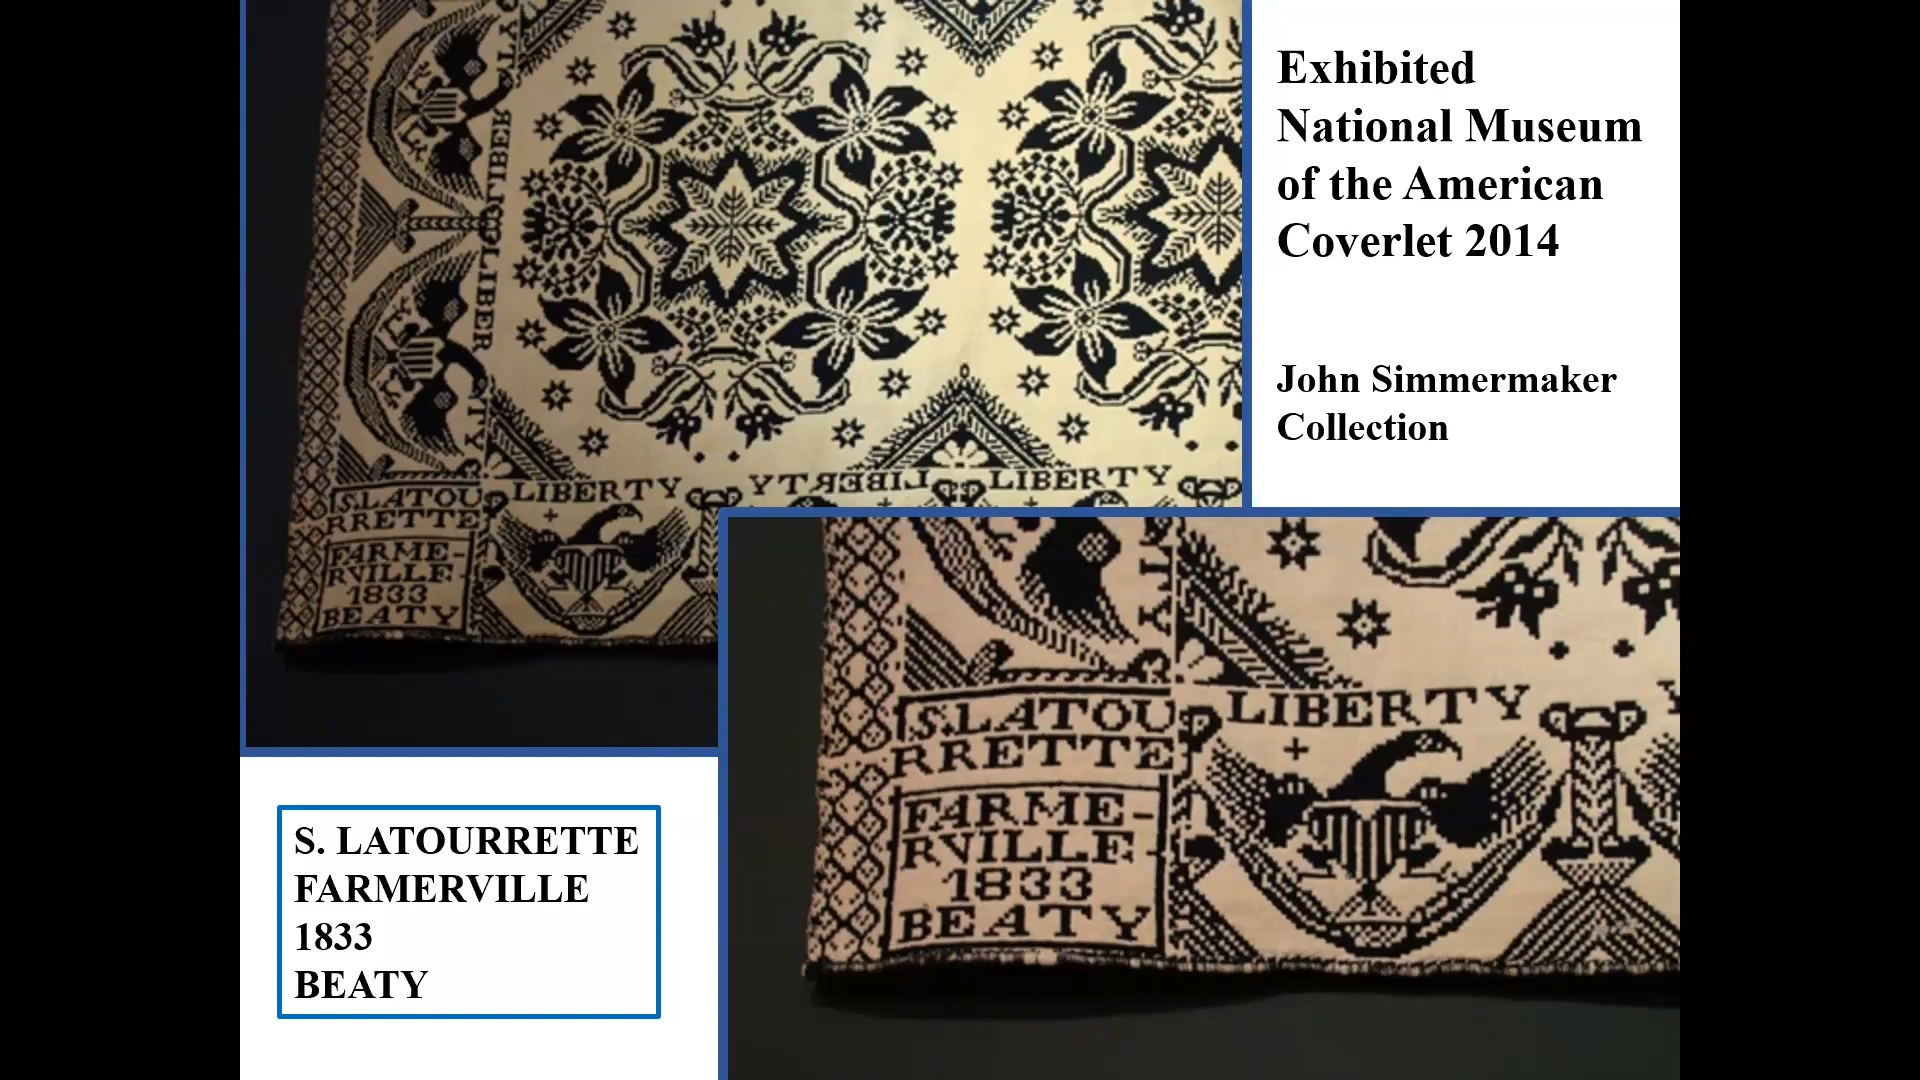 Exhibited
National Museum
of the American
Coverlet 2014
John Simmermaker
Collection
LIBERTY
LIBERTY
LIBERTY LIBERTY LIBERTY
S.LATOU
RRETTE
FARME-
RVILLE
1833
BEATY
LIBERTY
S.LATOU
RRETTE
FARME-
RVILLE
1833
BEATY
S. LATOURRETTE
FARMERVILLE
1833
BEATY